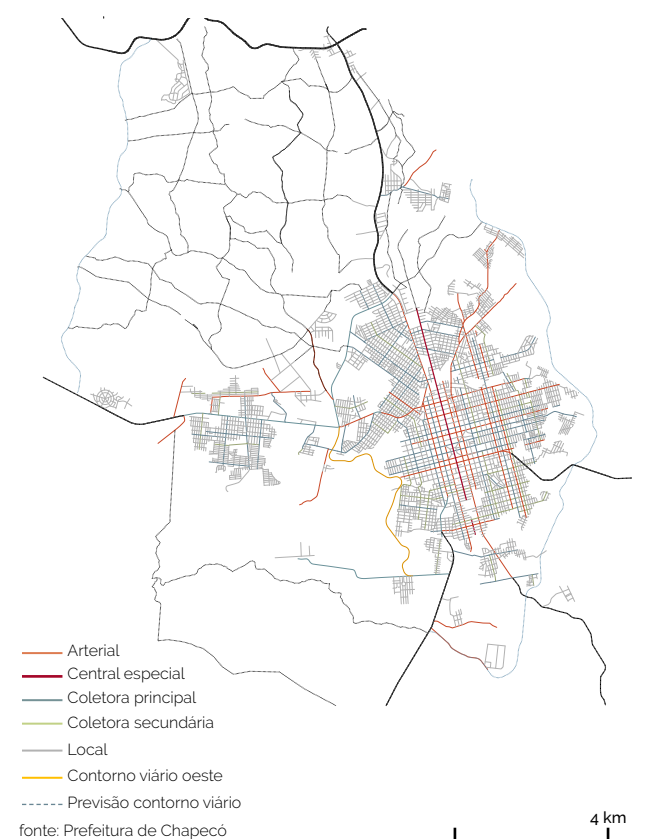 Arterial
Central especial
Coletora principal
Coletora secundária
Local
Contorno viário oeste
Previsão contorno viário
4 km
fonte: Prefeitura de Chapecó